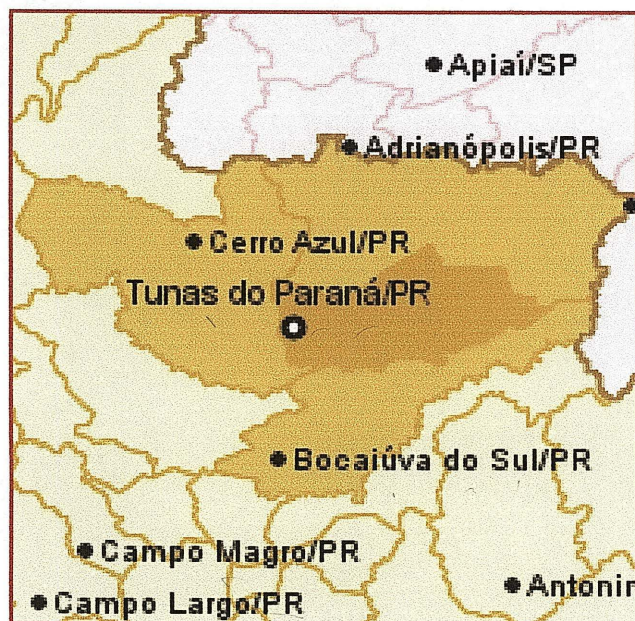 Apiaí/SP
Adrianópolis/PR
Cerro Azul/PR
Tunas do Paraná/PR
Bocaiúva do Sul/PR
Campo Magro/PR
Antonin
Campo Largo/PR